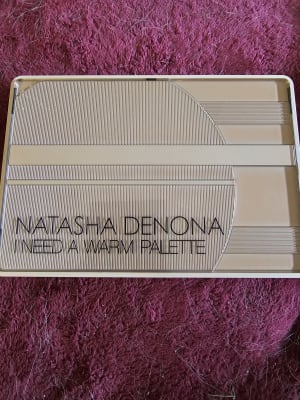 NATASHA DENONA
I NEED A WARM PALETTE